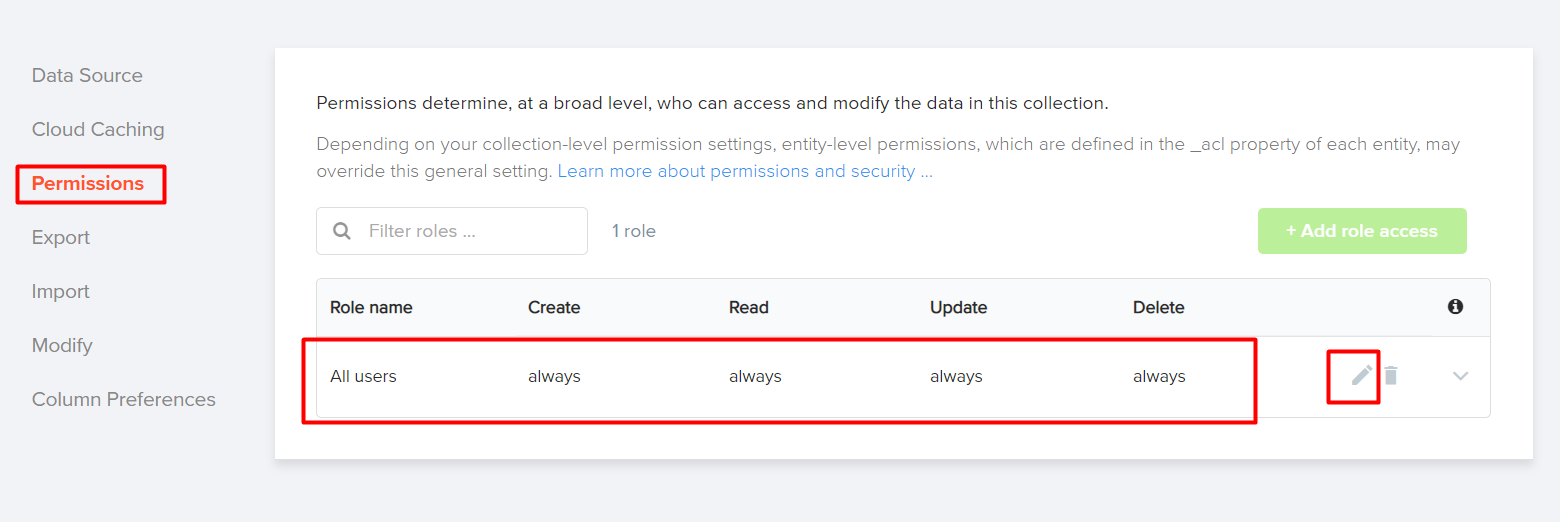 Data Source
Cloud Caching
Permissions
Export
Import
Modify
Column Preferences
Permissions determine, at a broad level, who can access and modify the data in this collection.
Depending on your collection-level permission settings, entity-level permissions, which are defined in the _acl property of each entity, may
override this general setting. Learn more about permissions and security ...
Filter roles ...
1 role
+ Add role access
Role name Create Read Update Delete
All users always always always always